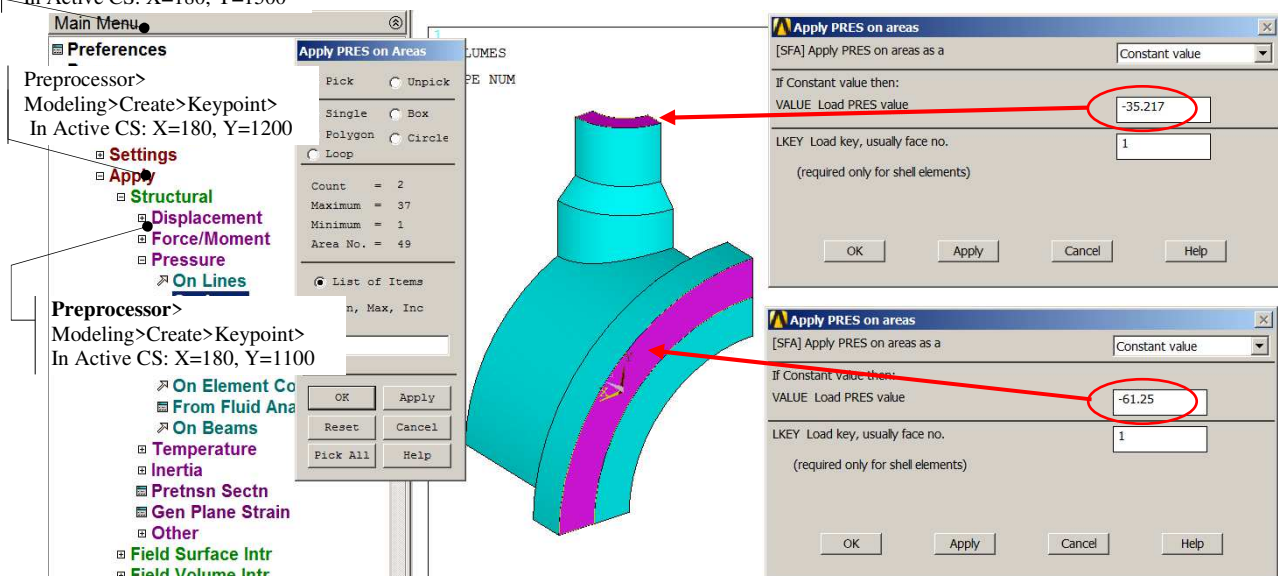 In Active CS: X=180, Y=1300
Main Menu
Preferences
Preprocessor>
Modeling>Create>Keypoint>
In Active CS: X=180, Y=1200
Settings
Apply
Structural
Displacement
Force/Moment
Pressure
On Lines
Preprocessor>
Modeling>Create>Keypoint>
In Active CS: X=180, Y=1100
On Element Co
From Fluid Ana
On Beams
Temperature
Inertia
Pretnsn Sectn
Gen Plane Strain
Other
Field Surface Intr
Field Volume Intr
Apply PRES on Areas
Pick Unpick
Single Box
Polygon Circle
Loop
Count = 2
Maximum = 37
Minimum = 1
Area No. = 49
List of Items
Max, Inc
OK Apply
Reset Cancel
Pick All Help
1
LUMES
PE NUM
Apply PRES on areas
[SFA] Apply PRES on areas as a Constant value
If Constant value then:
VALUE Load PRES value -35.217
LKEY Load key, usually face no. 1
(required only for shell elements)
OK Apply Cancel Help
Apply PRES on areas
[SFA] Apply PRES on areas as a Constant value
If Constant value then:
VALUE Load PRES value -61.25
LKEY Load key, usually face no. 1
(required only for shell elements)
OK Apply Cancel Help